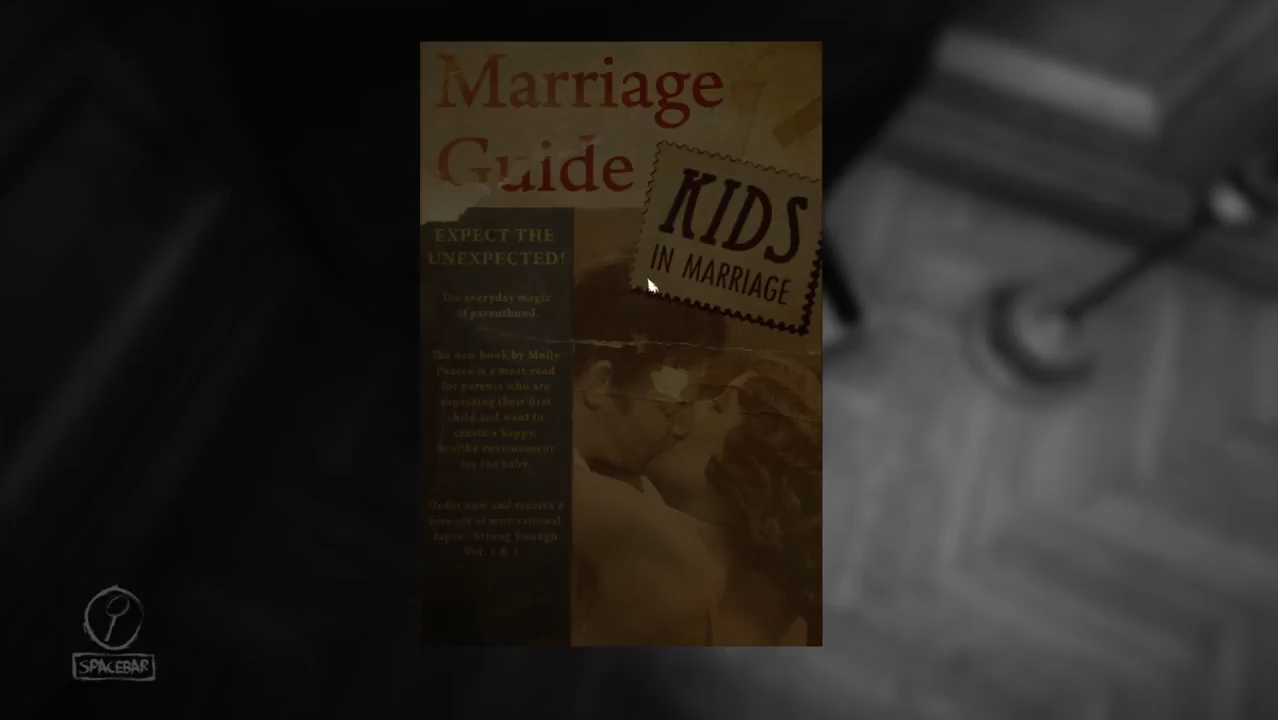 Marriage
Guide
KIDS
IN MARRIAGE
EXPECT THE
UNEXPECTED!
The everyday magic
of parenthood.
The new book by Molly
Pearce is a must-read
for parents who are
expecting their first
child and want to
create a happy,
healthy environment
for the baby.
Order now and receive a
free set of motivational
tapes - Strong Enough
Vol. 1 & 2
SPACEBAR